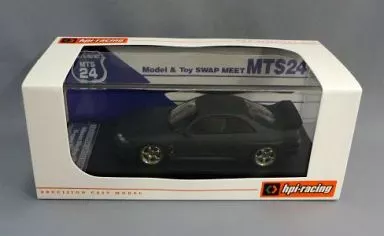 hpi·racing
MTS
24
Model & Toy SWAP MEET MTS24
PRECISION CAST MODEL
hpi·racing